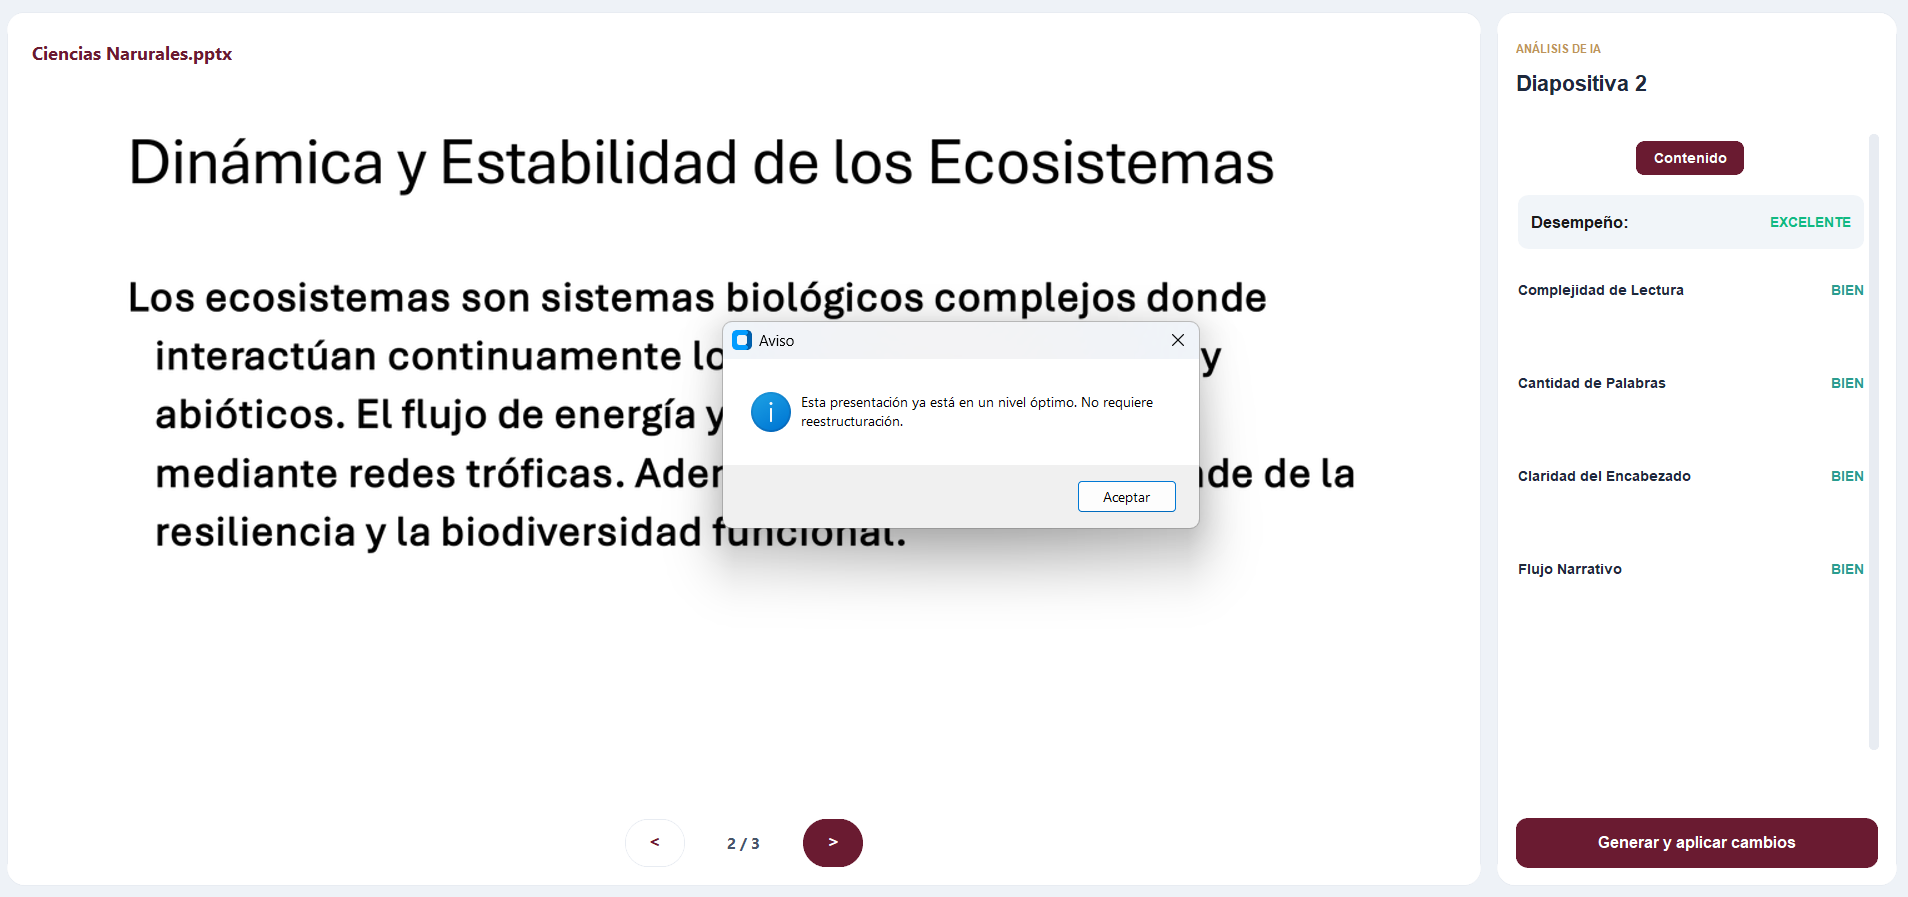 Ciencias Narurales.pptx
Dinámica y Estabilidad de los Ecosistemas
Los ecosistemas son sistemas biológicos complejos donde
interactúan continuamente y
abióticos. El flujo de energía y
mediante redes tróficas. de la
resiliencia y la biodiversidad funcional.
Aviso
Esta presentación ya está en un nivel óptimo. No requiere
reestructuración.
Aceptar
<
2 / 3
>
ANÁLISIS DE IA
Diapositiva 2
Contenido
Desempeño: EXCELENTE
Complejidad de Lectura BIEN
Cantidad de Palabras BIEN
Claridad del Encabezado BIEN
Flujo Narrativo BIEN
Generar y aplicar cambios